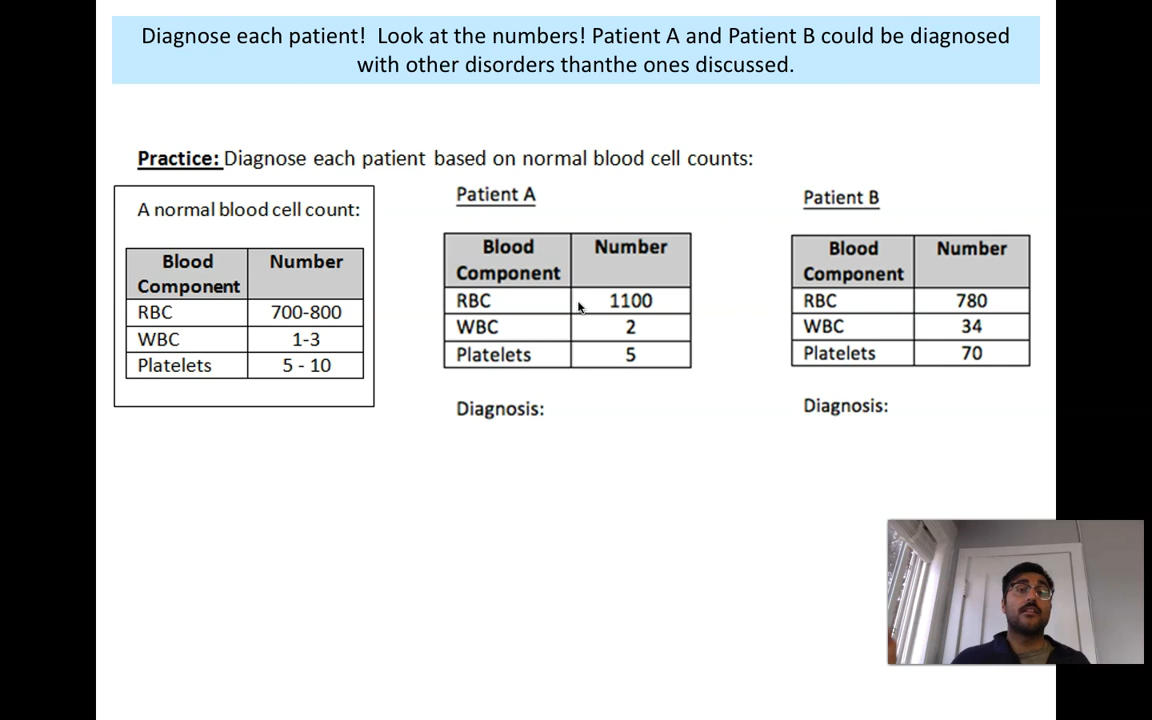 Diagnose each patient!  Look at the numbers! Patient A and Patient B could be diagnosed
with other disorders thanthe ones discussed.
Practice: Diagnose each patient based on normal blood cell counts:
A normal blood cell count:
Blood Component Number
RBC 700-800
WBC 1-3
Platelets 5 - 10
Patient A
Blood Component Number
RBC 1100
WBC 2
Platelets 5
Diagnosis:
Patient B
Blood Component Number
RBC 780
WBC 34
Platelets 70
Diagnosis: